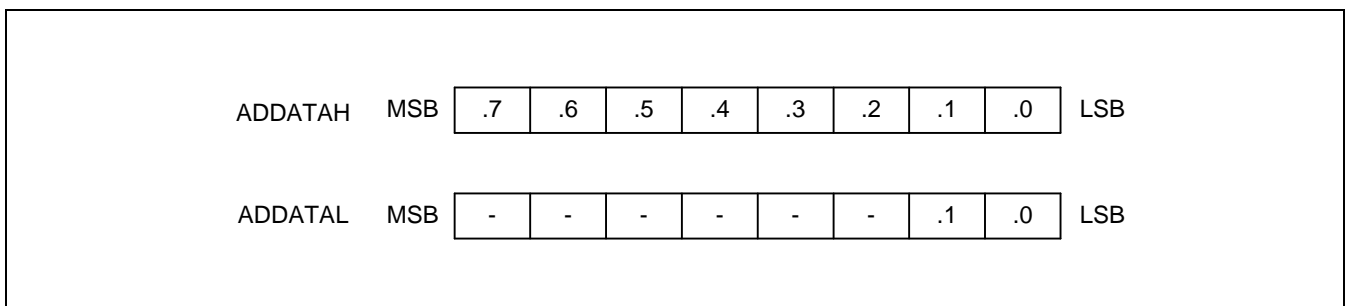 ADDATAH MSB .7 .6 .5 .4 .3 .2 .1 .0 LSB
ADDATAL MSB - - - - - - .1 .0 LSB